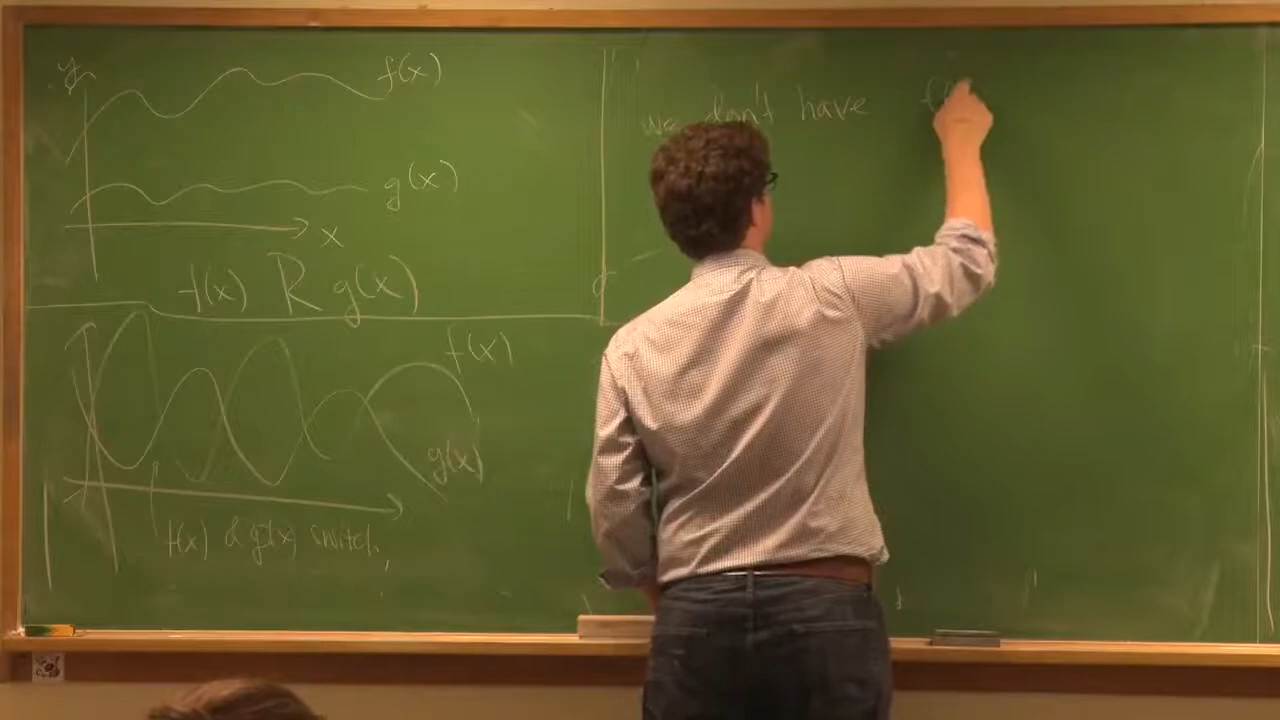 y
f(x)
g(x)
x
f(x) R g(x)
f(x)
g(x)
f(x) & g(x) switch.
we don't have f